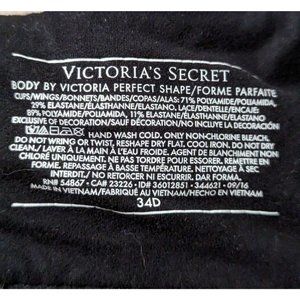 VICTORIA'S SECRET
BODY BY VICTORIA PERFECT SHAPE/FORME PARFAITE
CUPS/WINGS/BONNETS/BANDES/COPAS/ALAS: 71% POLYAMIDE/POLIAMIDA,
29% ELASTANE/ÉLASTHANNE/ELASTANO, LACE/DENTELLE/ENCAJE:
89% POLYAMIDE/POLIAMIDA, 11% ELASTANE/ÉLASTHANNE/ELASTANO
EXCLUSIVE OF DECORATION/SAUF DÉCORATION/NO INCLUYE LA DECORACIÓN.
HAND WASH COLD. ONLY NON-CHLORINE BLEACH.
DO NOT WRING OR TWIST, RESHAPE DRY FLAT. COOL IRON. DO NOT DRY
CLEAN./ LAVER À LA MAIN À L'EAU FROIDE. AGENT DE BLANCHIMENT NON
CHLORÉ UNIQUEMENT. NE PAS TORDRE POUR ESSORER. REMETTRE EN
FORME. REPASSAGE À BASSE TEMPÉRATURE. NETTOYAGE À SEC
INTERDIT./ NO RETORCER NI ESCURRIR. DAR FORMA.
RN# 54867 • CA# 23226 • ID# 36012851 • 344621 • 09/16
MADE IN VIETNAM/FABRIQUÉ AU VIETNAM/HECHO EN VIETNAM
34D